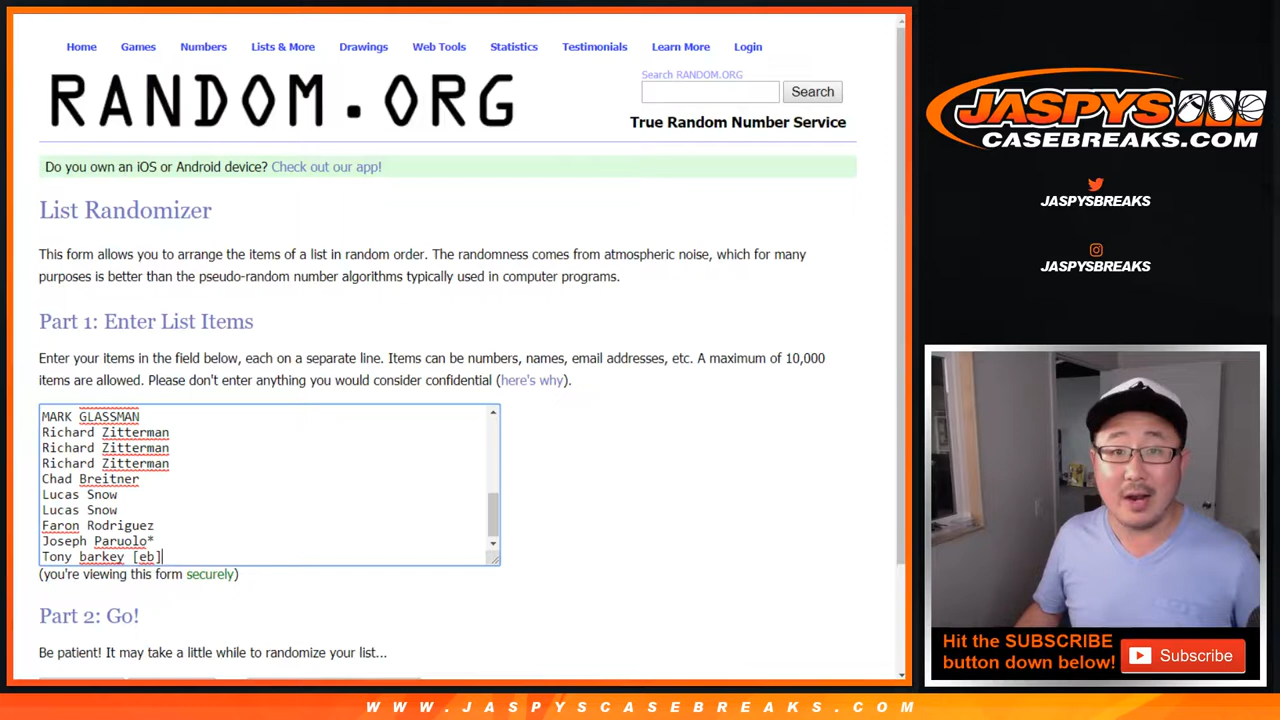 Home Games Numbers Lists & More Drawings Web Tools Statistics Testimonials Learn More Login
RANDOM.ORG
Search RANDOM.ORG
Search
True Random Number Service
Do you own an iOS or Android device? Check out our app!
List Randomizer
This form allows you to arrange the items of a list in random order. The randomness comes from atmospheric noise, which for many
purposes is better than the pseudo-random number algorithms typically used in computer programs.
Part 1: Enter List Items
Enter your items in the field below, each on a separate line. Items can be numbers, names, email addresses, etc. A maximum of 10,000
items are allowed. Please don't enter anything you would consider confidential (here's why).
MARK GLASSMAN
Richard Zitterman
Richard Zitterman
Richard Zitterman
Chad Breitner
Lucas Snow
Lucas Snow
Faron Rodriguez
Joseph Paruolo*
Tony barkey [eb]
(you're viewing this form securely)
Part 2: Go!
Be patient! It may take a little while to randomize your list...
JASPYS
CASEBREAKS.COM
JASPYSBREAKS
JASPYSBREAKS
Hit the SUBSCRIBE
button down below!
Subscribe
WWW.JASPYSCASEBREAKS.COM